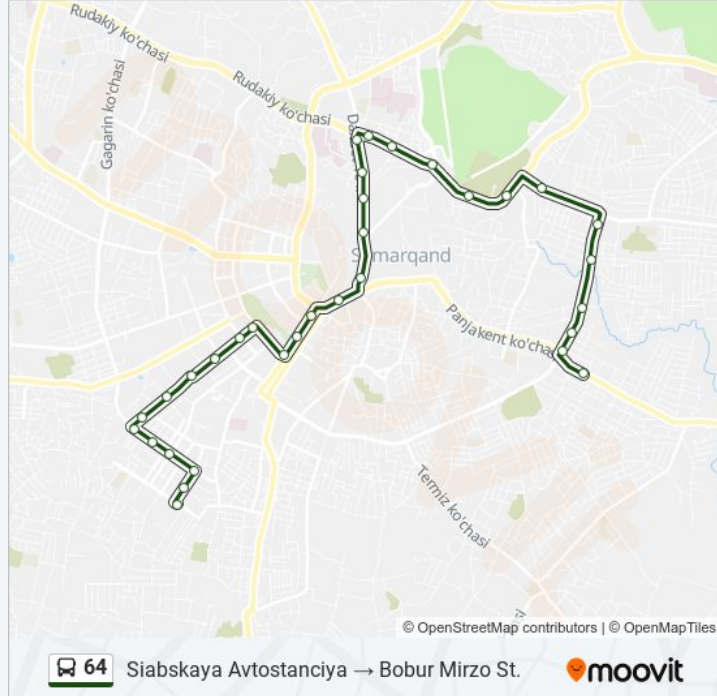 Rudakiy ko'chasi
Rudakiy ko'chasi
Gagarin ko'chasi
Samarqand
Panjakent ko'chasi
Termiz ko'chasi
© OpenStreetMap contributors | © OpenMapTiles
64 Siabskaya Avtostanciya → Bobur Mirzo St.
moovit